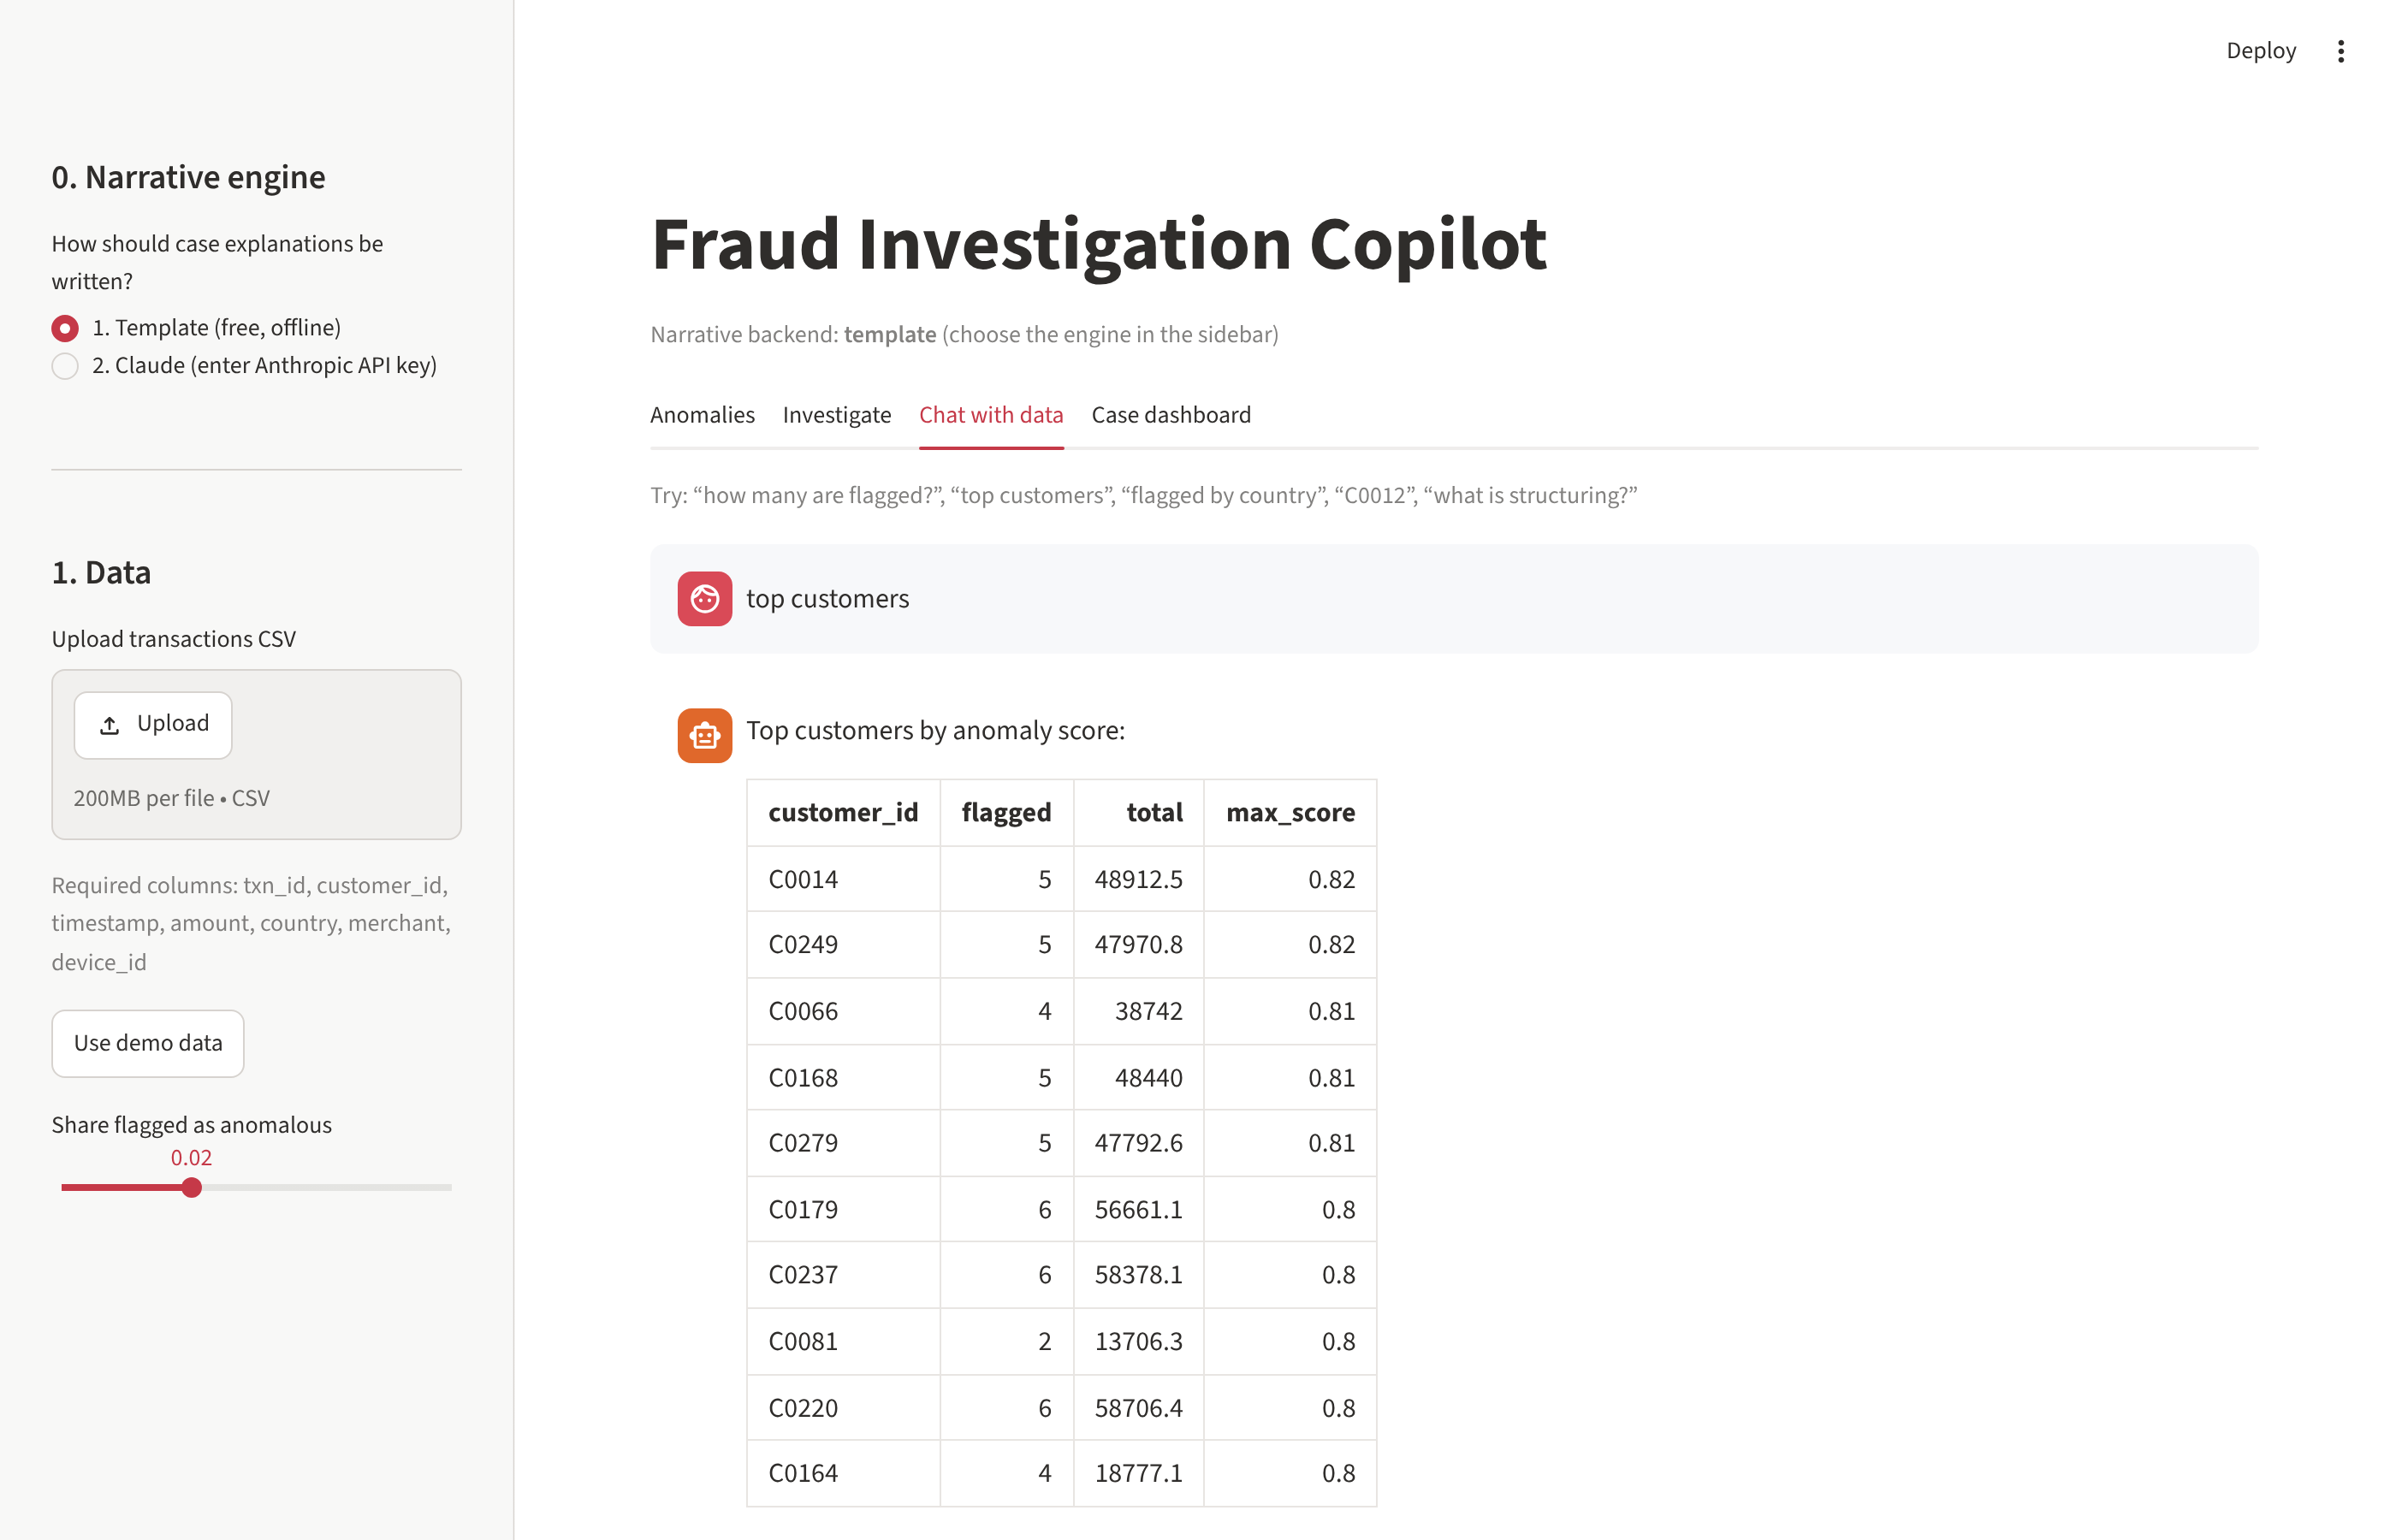 Deploy
0. Narrative engine
How should case explanations be
written?
1. Template (free, offline)
2. Claude (enter Anthropic API key)
1. Data
Upload transactions CSV
Upload
200MB per file • CSV
Required columns: txn_id, customer_id,
timestamp, amount, country, merchant,
device_id
Use demo data
Share flagged as anomalous
0.02
Fraud Investigation Copilot
Narrative backend: template (choose the engine in the sidebar)
Anomalies Investigate Chat with data Case dashboard
Try: “how many are flagged?”, “top customers”, “flagged by country”, “C0012”, “what is structuring?”
top customers
Top customers by anomaly score:
customer_id flagged total max_score
C0014 5 48912.5 0.82
C0249 5 47970.8 0.82
C0066 4 38742 0.81
C0168 5 48440 0.81
C0279 5 47792.6 0.81
C0179 6 56661.1 0.8
C0237 6 58378.1 0.8
C0081 2 13706.3 0.8
C0220 6 58706.4 0.8
C0164 4 18777.1 0.8